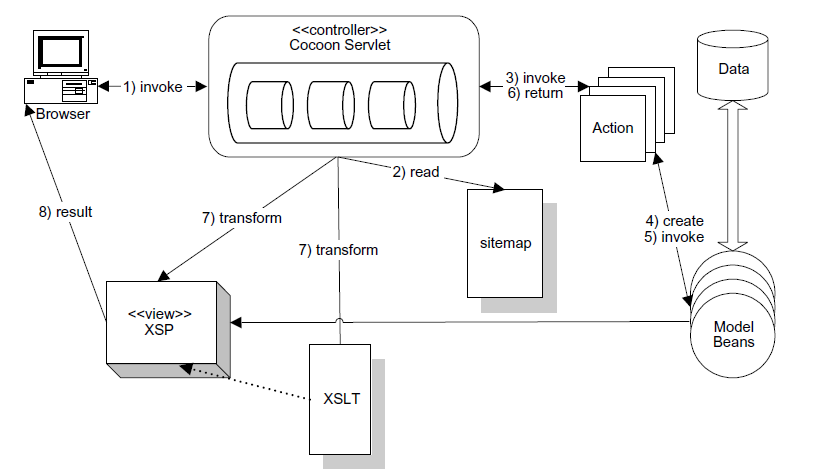 <<controller>>
Cocoon Servlet
1) invoke
Browser
3) invoke
6) return
Data
Action
2) read
8) result
7) transform
7) transform
sitemap
4) create
5) invoke
<<view>>
XSP
Model
Beans
XSLT